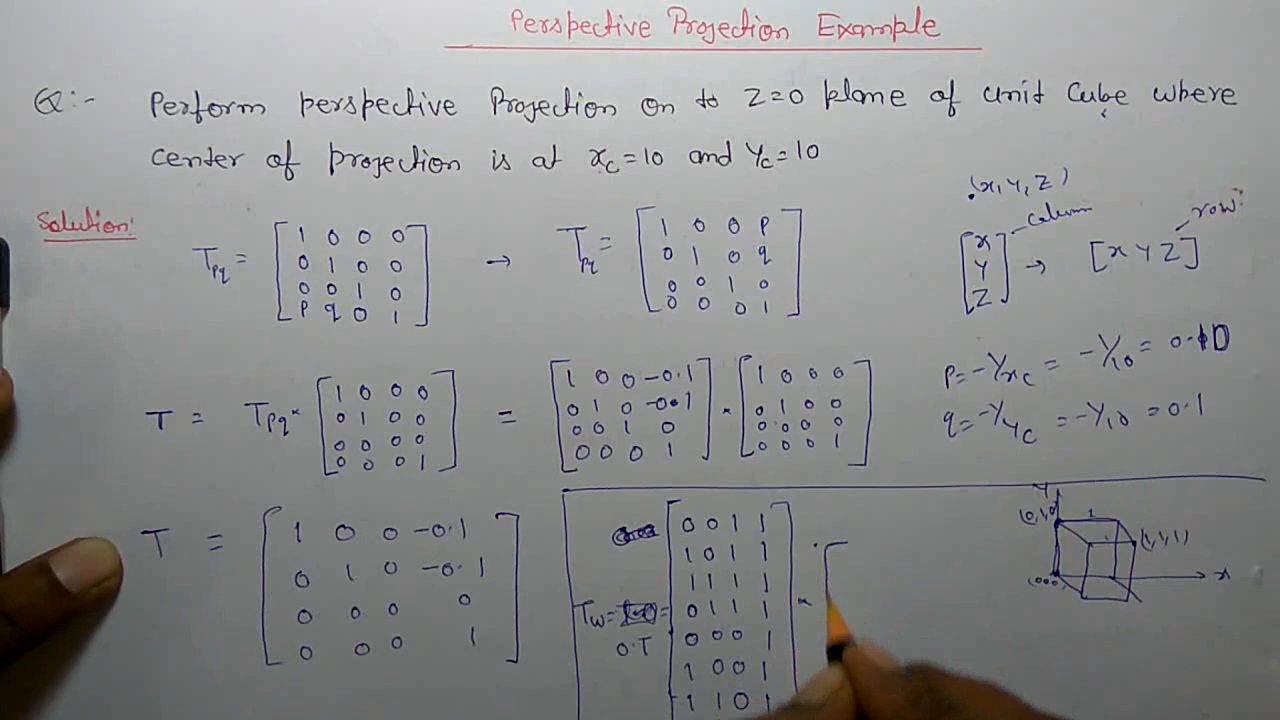 Perspective Projection Example
Q:- Perform perspective Projection on to Z=0 plane of unit Cube where
center of projection is at xc=10 and yc=10
(x, y, z)
Solution:
Tpq = [1 0 0 0
0 1 0 0
0 0 1 0
p q 0 1]
→ Tpq = [1 0 0 p
0 1 0 q
0 0 1 0
0 0 0 1]
[x
y
z] column
→ [x y z] row:
p = -1/xc = -1/10 = 0.10
q = -1/yc = -1/10 = 0.1
T = Tpq * [1 0 0 0
0 1 0 0
0 0 0 0
0 0 0 1]
= [1 0 0 -0.1
0 1 0 -0.1
0 0 1 0
0 0 0 1]
* [1 0 0 0
0 1 0 0
0 0 0 0
0 0 0 1]
T = [1 0 0 -0.1
0 1 0 -0.1
0 0 0 0
0 0 0 1]
Tw =
O.T
= [0 0 1 1
1 0 1 1
1 1 1 1
0 1 1 1
0 0 0 1
1 0 0 1
1 1 0 1
*
Y
1
(1,1,1)
(000)
x